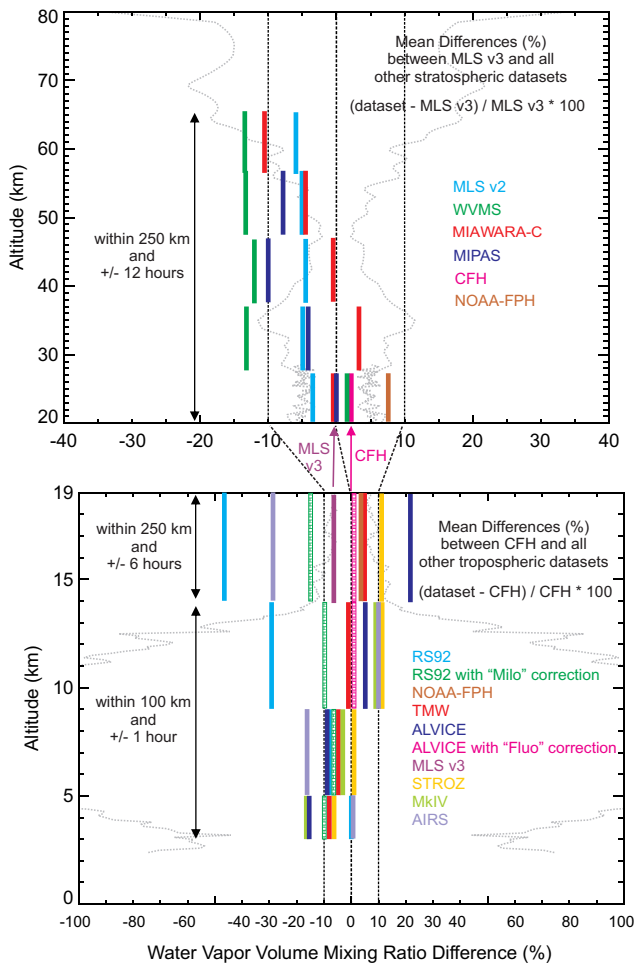 80
70
60
50
40
30
20
Altitude (km)
Mean Differences (%)
between MLS v3 and all
other stratospheric datasets
(dataset - MLS v3) / MLS v3 * 100
within 250 km
and
+/- 12 hours
MLS v2
WVMS
MIAWARA-C
MIPAS
CFH
NOAA-FPH
-40 -20 -10 0 10 20 40
MLS
v3
CFH
19
15
10
5
0
Altitude (km)
within 250 km
and
+/- 6 hours
Mean Differences (%)
between CFH and all
other tropospheric datasets
(dataset - CFH) / CFH * 100
within 100 km
and
+/- 1 hour
RS92
RS92 with “Milo” correction
NOAA-FPH
TMW
ALVICE
ALVICE with “Fluo” correction
MLS v3
STROZ
MkIV
AIRS
-100 -80 -60 -50 -40 -30 -20 -10 0 10 20 30 40 50 60 80 100
Water Vapor Volume Mixing Ratio Difference (%)